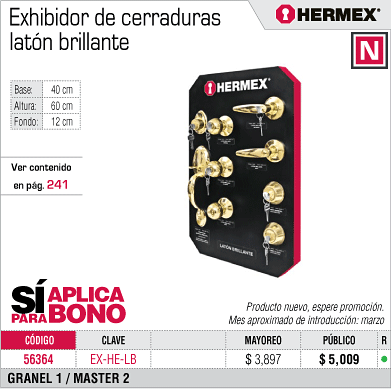 Exhibidor de cerraduras
latón brillante
HERMEX®
N
Base: 40 cm
Altura: 60 cm
Fondo: 12 cm
Ver contenido
en pág. 241
HERMEX®
LATÓN BRILLANTE
SÍ APLICA
PARA BONO
Producto nuevo, espere promoción.
Mes aproximado de introducción: marzo
CÓDIGO CLAVE MAYOREO PÚBLICO R
56364 EX-HE-LB $ 3,897 $ 5,009
GRANEL 1 / MASTER 2